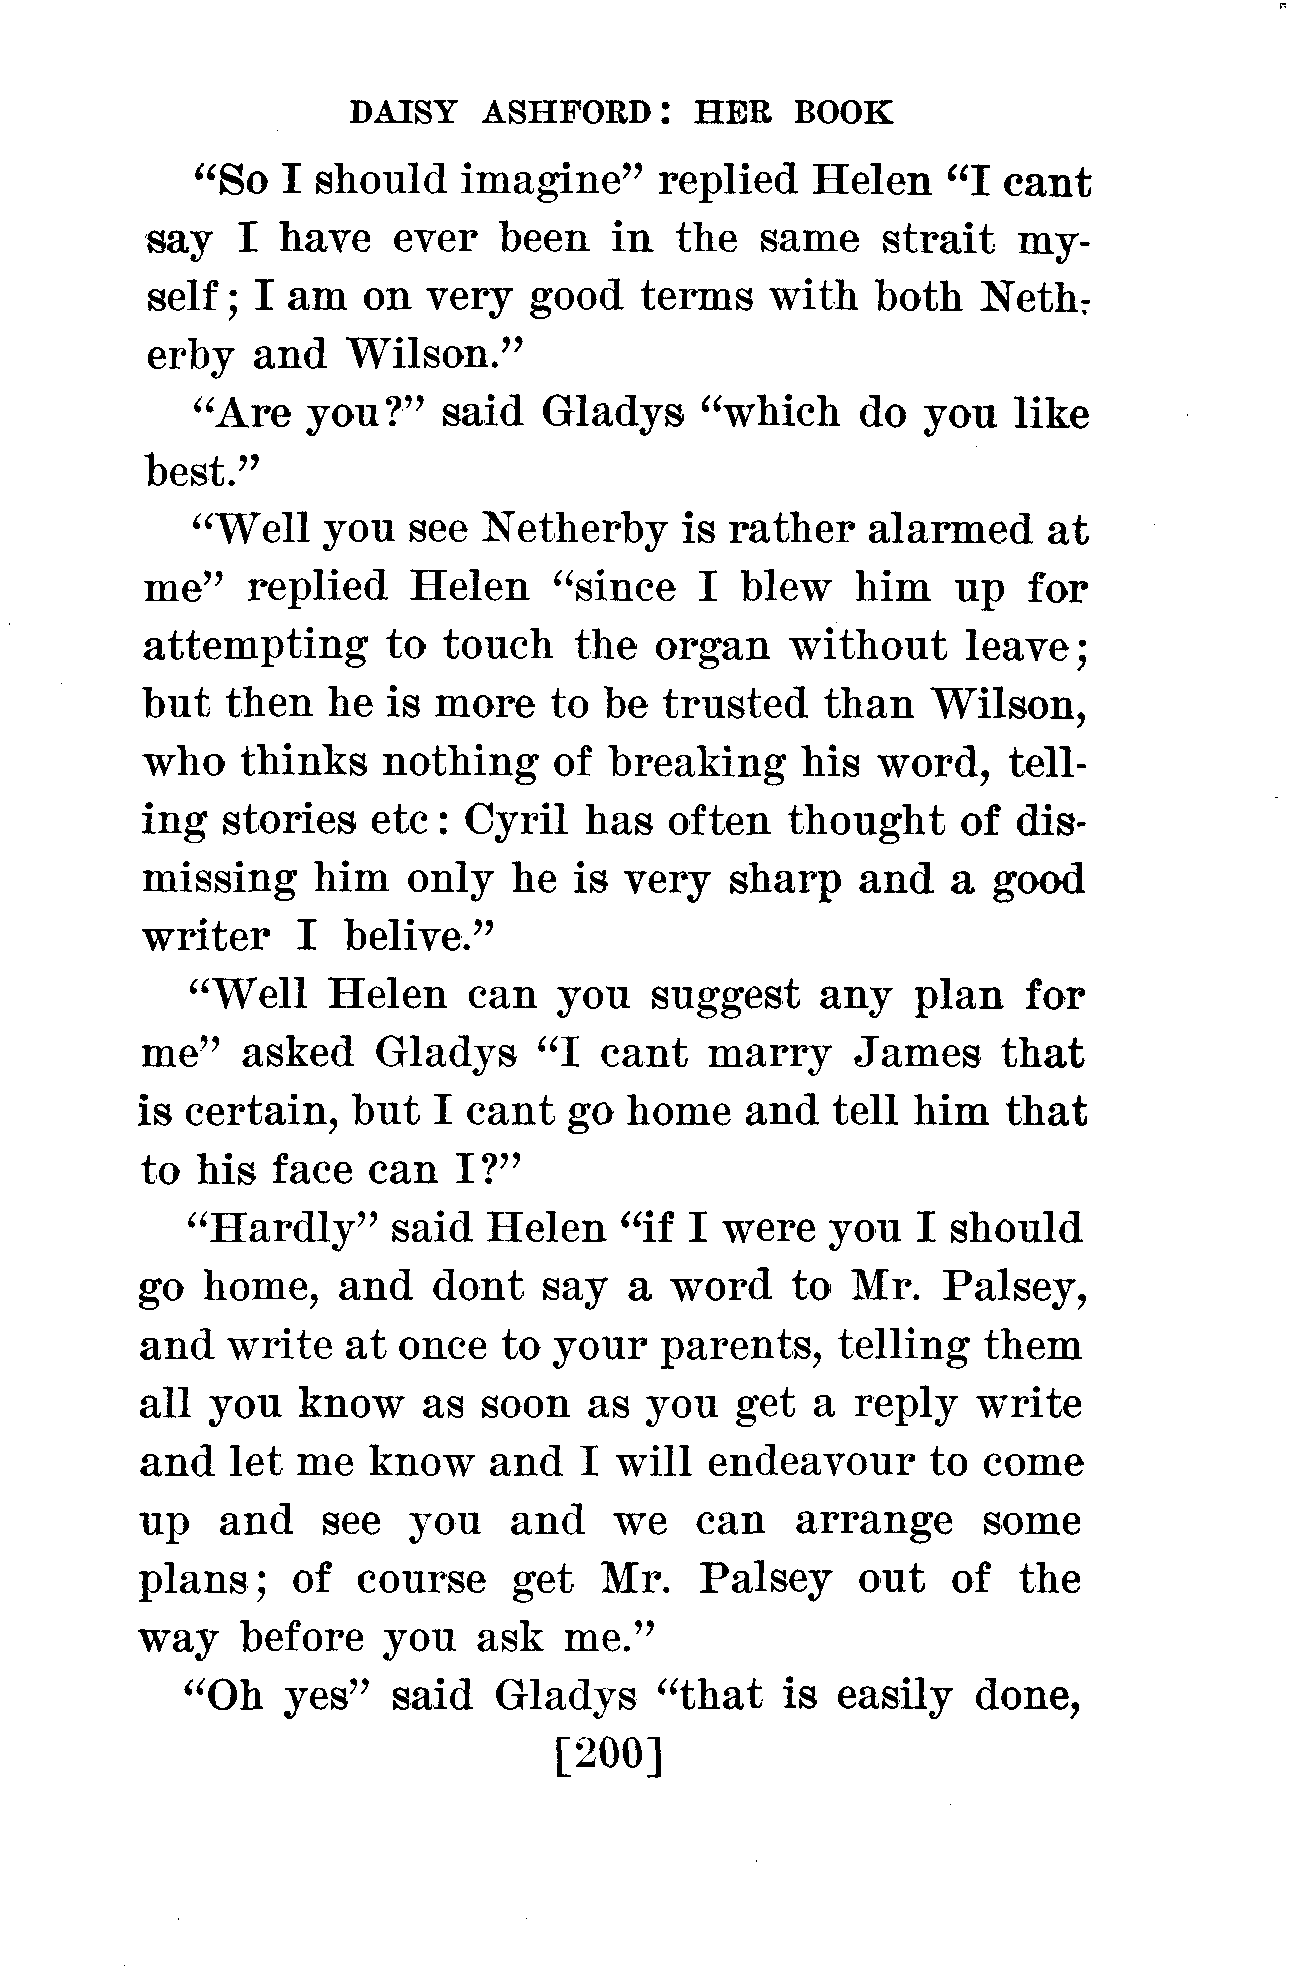 DAISY ASHFORD: HER BOOK
“So I should imagine” replied Helen “I cant
say I have ever been in the same strait my-
self; I am on very good terms with both Neth-
erby and Wilson.”
“Are you?” said Gladys “which do you like
best.”
“Well you see Netherby is rather alarmed at
me” replied Helen “since I blew him up for
attempting to touch the organ without leave;
but then he is more to be trusted than Wilson,
who thinks nothing of breaking his word, tell-
ing stories etc: Cyril has often thought of dis-
missing him only he is very sharp and a good
writer I belive.”
“Well Helen can you suggest any plan for
me” asked Gladys “I cant marry James that
is certain, but I cant go home and tell him that
to his face can I?”
“Hardly” said Helen “if I were you I should
go home, and dont say a word to Mr. Palsey,
and write at once to your parents, telling them
all you know as soon as you get a reply write
and let me know and I will endeavour to come
up and see you and we can arrange some
plans; of course get Mr. Palsey out of the
way before you ask me.”
“Oh yes” said Gladys “that is easily done,
[200]